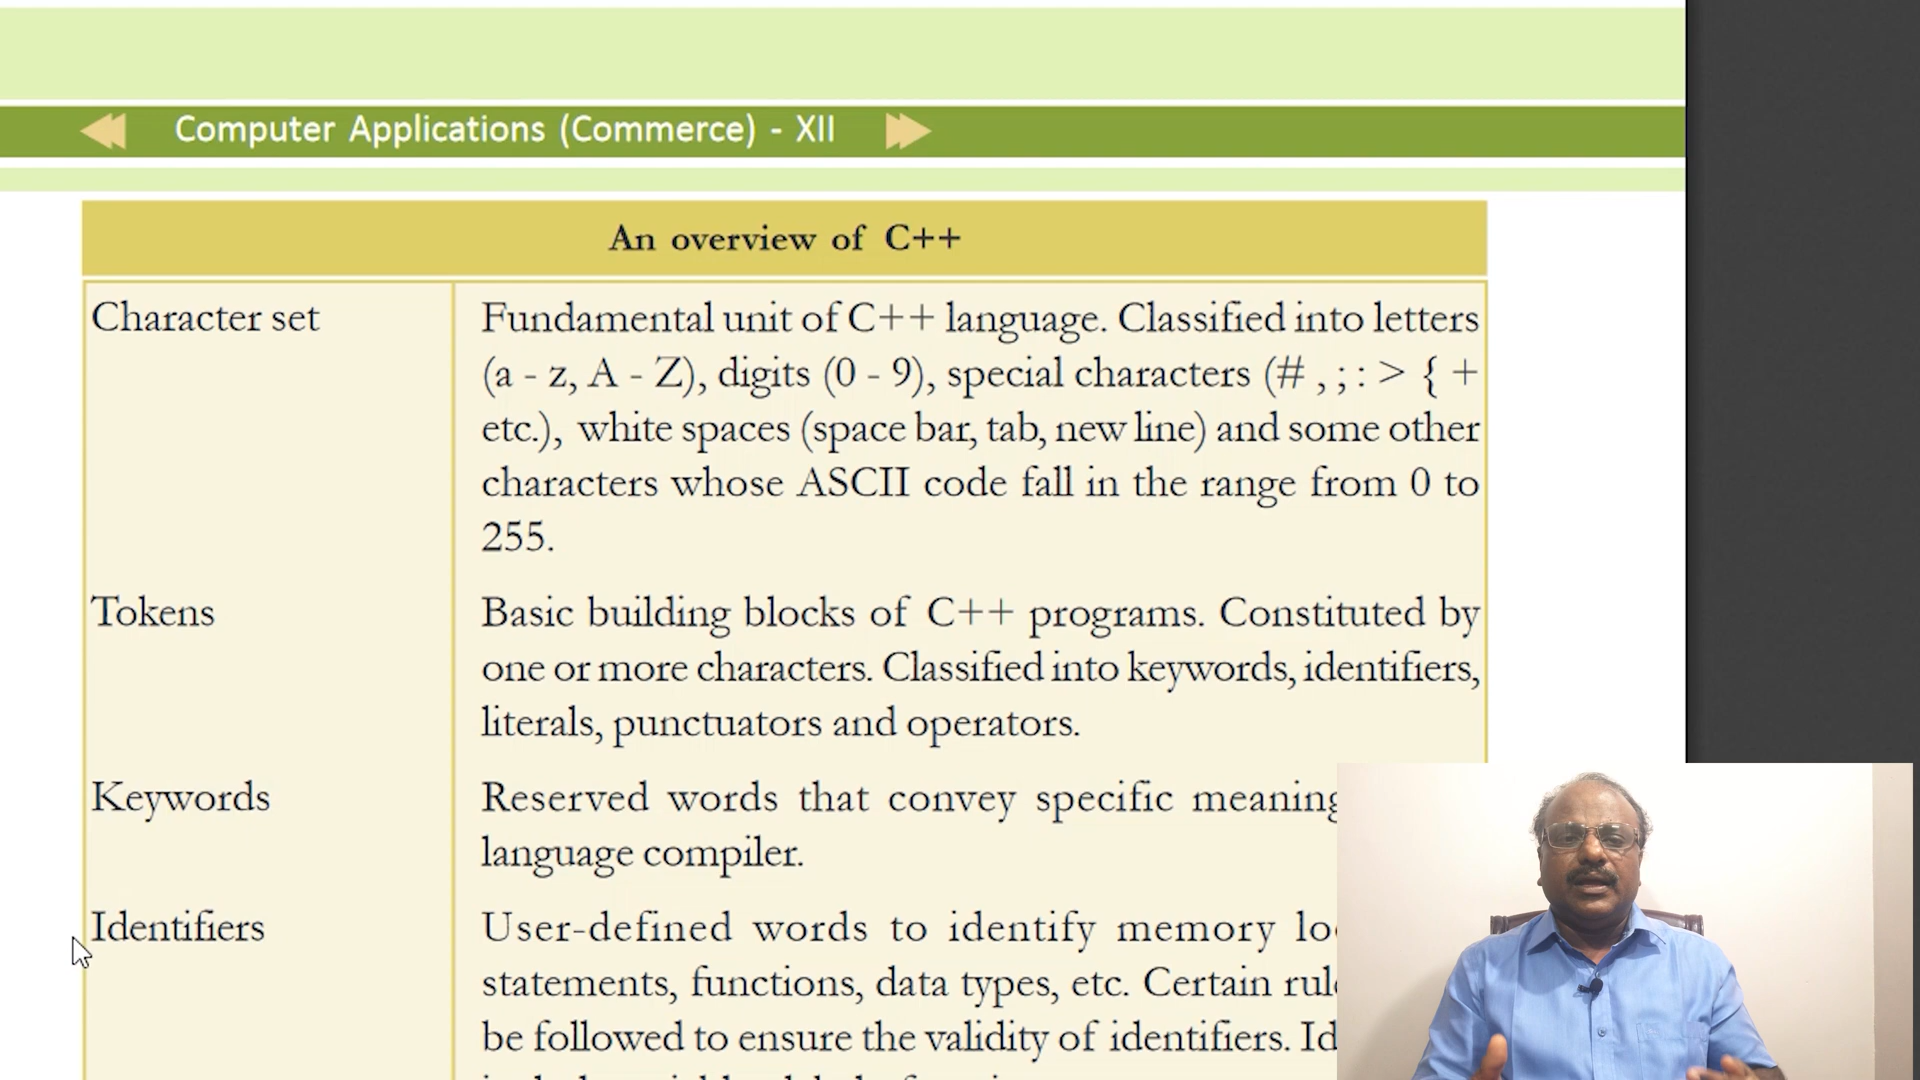 Computer Applications (Commerce) - XII
An overview of C++
Character set
Fundamental unit of C++ language. Classified into letters
(a - z, A - Z), digits (0 - 9), special characters (# , ; : > { +
etc.), white spaces (space bar, tab, new line) and some other
characters whose ASCII code fall in the range from 0 to
255.
Tokens
Basic building blocks of C++ programs. Constituted by
one or more characters. Classified into keywords, identifiers,
literals, punctuators and operators.
Keywords
Reserved words that convey specific meaning
language compiler.
Identifiers
User-defined words to identify memory
statements, functions, data types, etc. Certain
be followed to ensure the validity of identifiers.